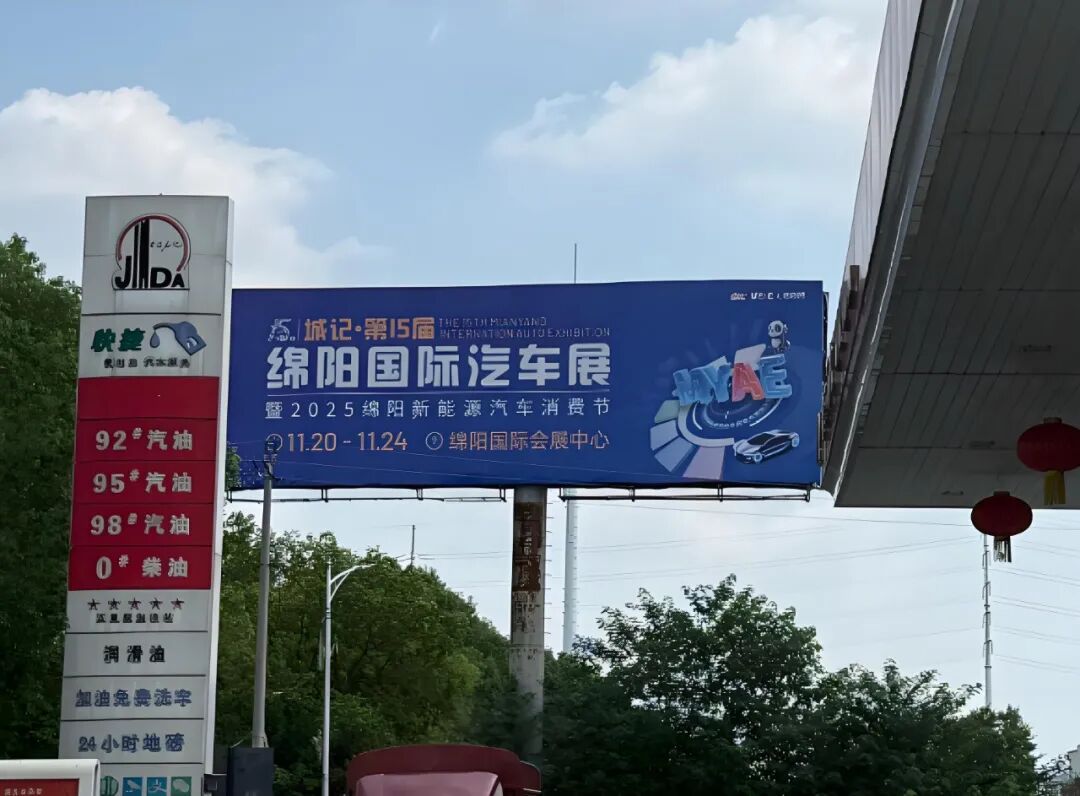 JIDA
快捷
92#汽油
95#汽油
98#汽油
0#柴油
润滑油
加油免费洗车
24小时地磅
城记·第15届
THE 15TH MIANYANG
INTERNATION AUTO EXHIBITION
绵阳国际汽车展
暨2025绵阳新能源汽车消费节
11.20 - 11.24 绵阳国际会展中心
MYAE